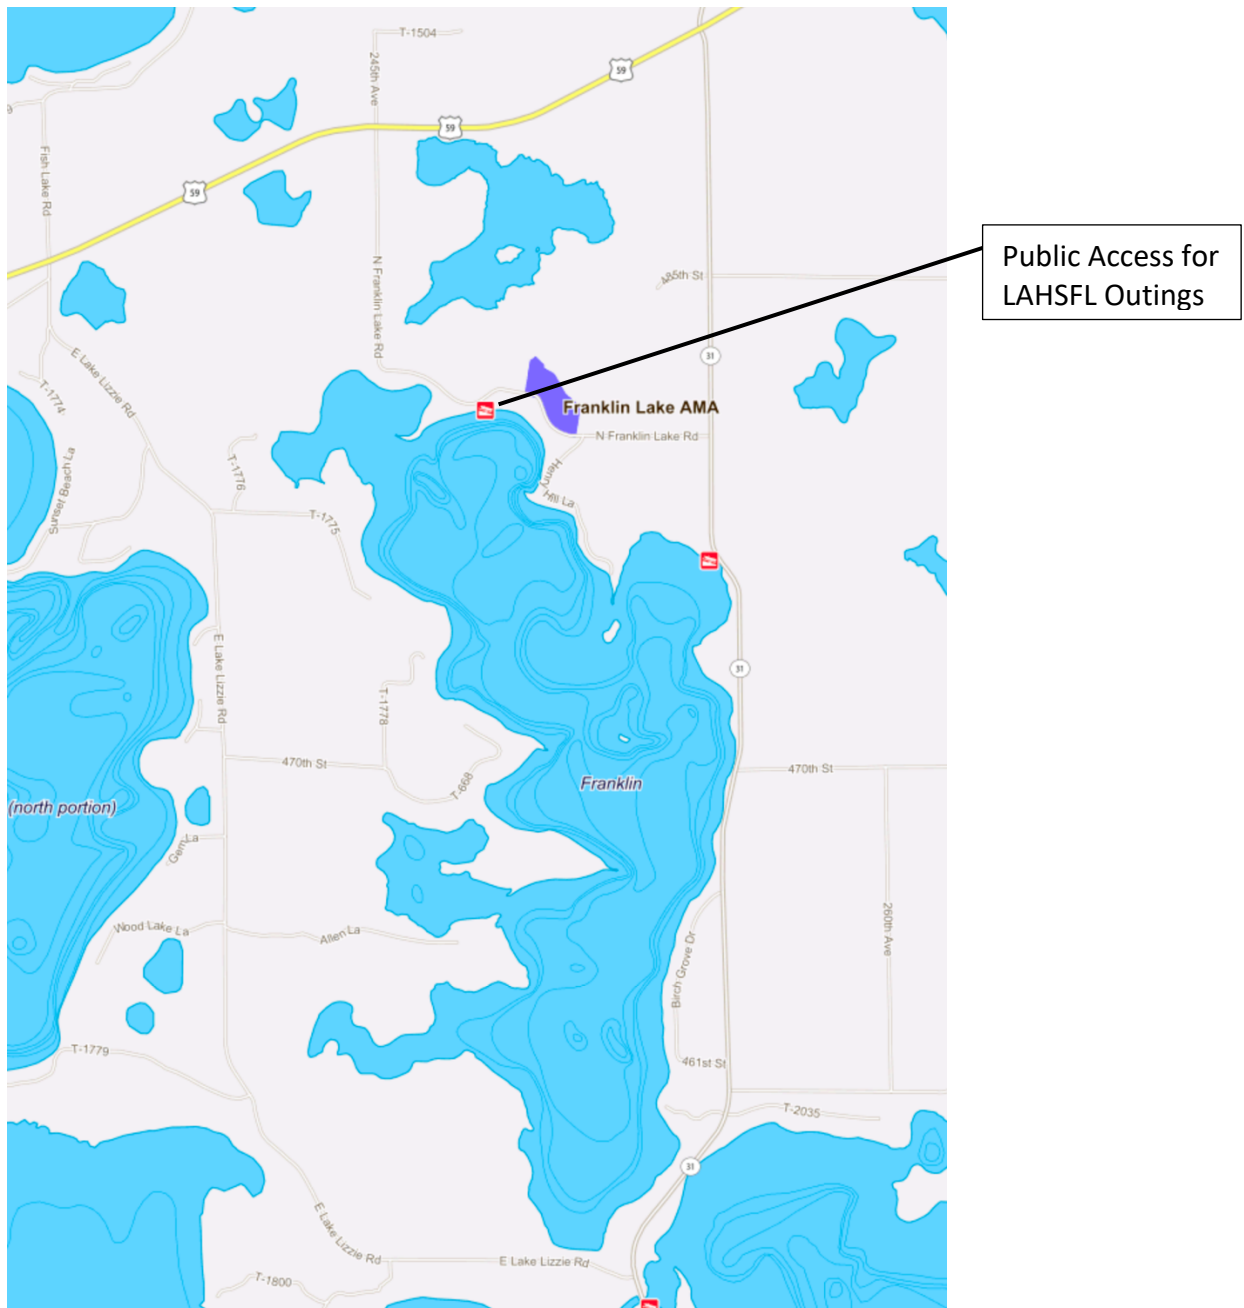 T-1504
59
245th Ave
59
9
Fish Lake Rd
59
N Franklin Lake Rd
485th St
Public Access for
LAHSFL Outings
E Lake Lizzie Rd
31
T-1774
Franklin Lake AMA
N Franklin Lake Rd
T-1776
Sunset Beach La
Henry Hill La
T-1775
E Lake Lizzie Rd
31
T-1778
470th St
470th St
T-668
Franklin
(north portion)
Gem La
Wood Lake La
Allen La
260th Ave
Birch Grove Dr
T-1779
461st St
T-2035
31
E Lake Lizzie Rd
E Lake Lizzie Rd
T-1800